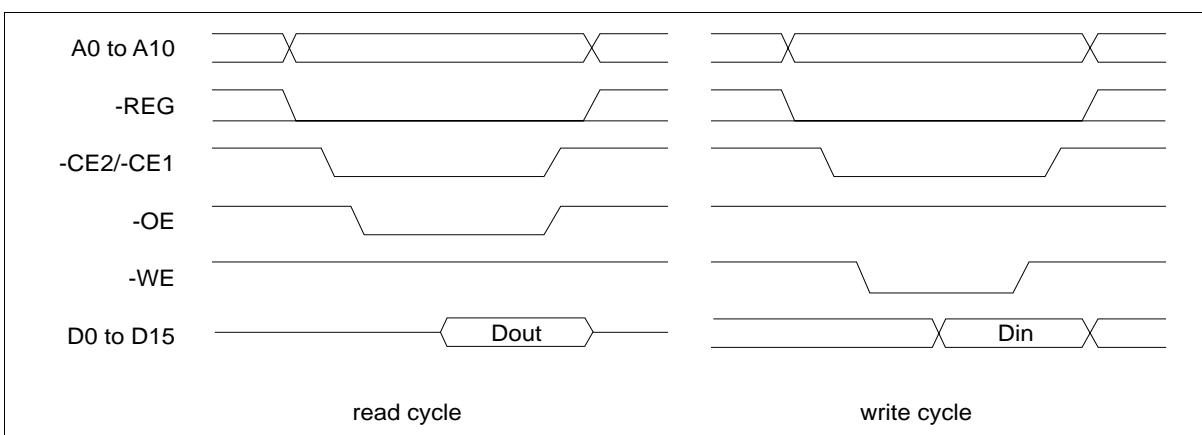 A0 to A10
-REG
-CE2/-CE1
-OE
-WE
D0 to D15
Dout
Din
read cycle
write cycle